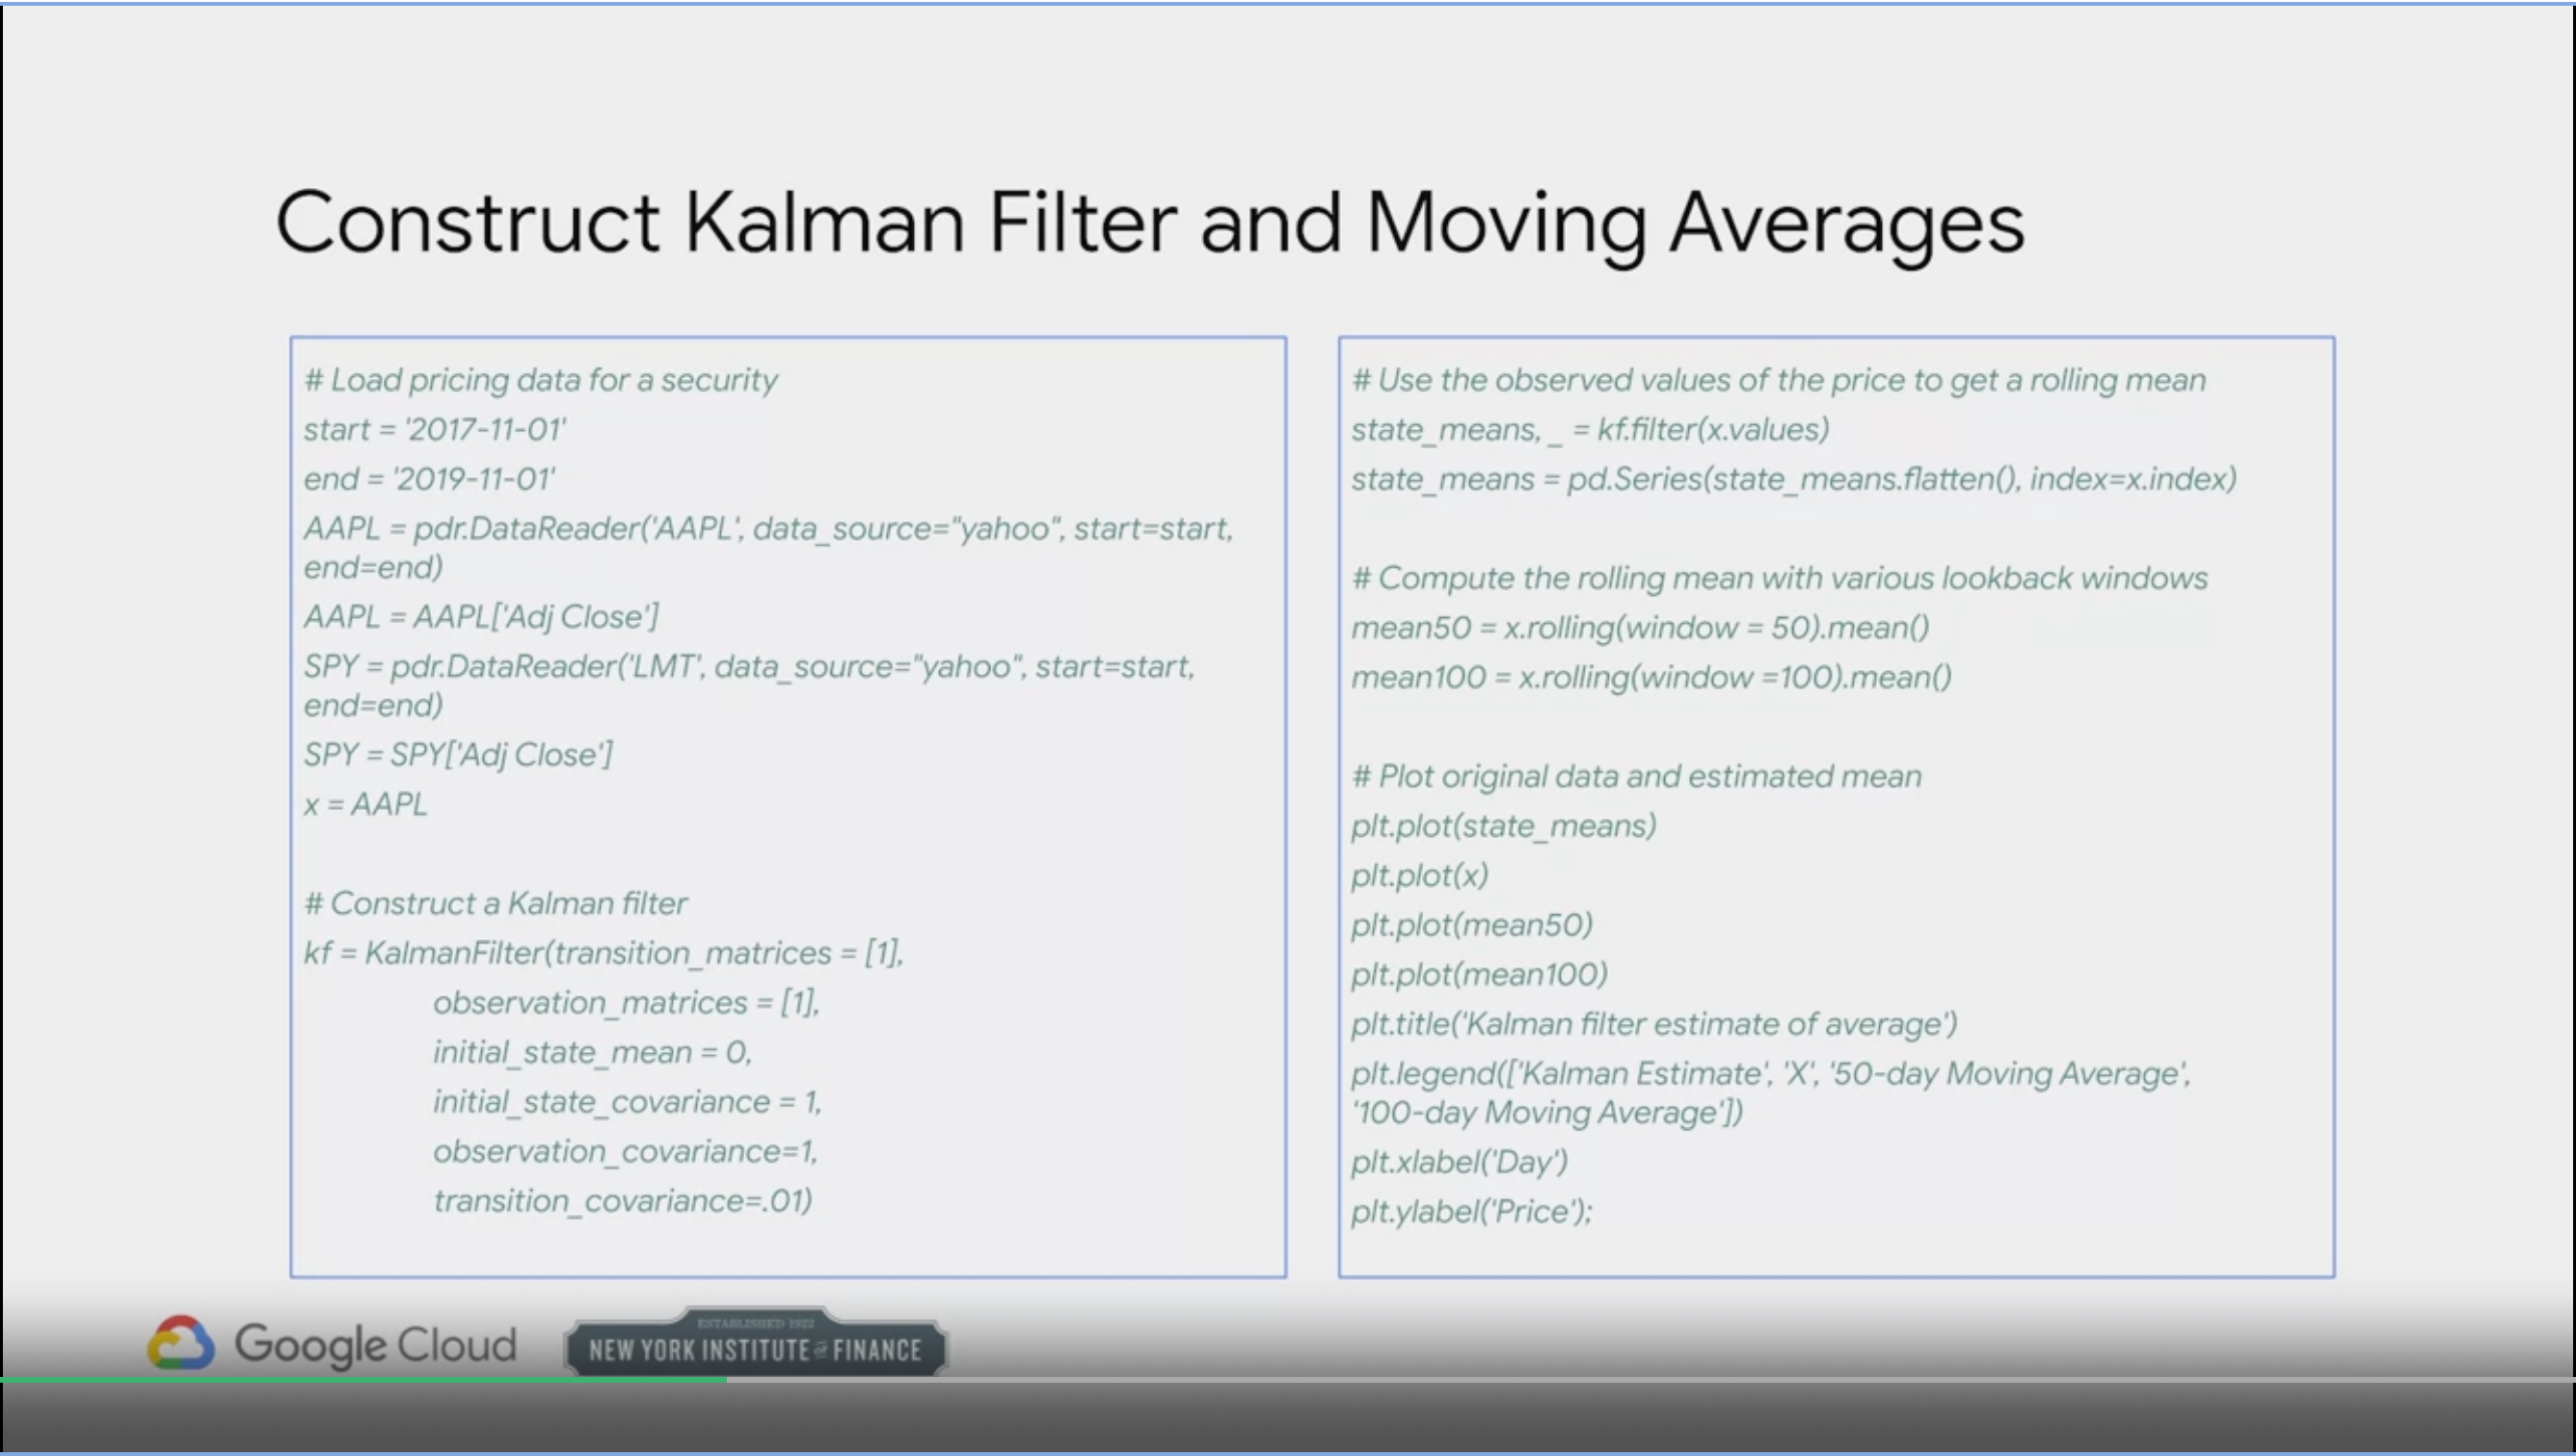 Construct Kalman Filter and Moving Averages
# Load pricing data for a security
start = '2017-11-01'
end = '2019-11-01'
AAPL = pdr.DataReader('AAPL', data_source="yahoo", start=start,
end=end)
AAPL = AAPL['Adj Close']
SPY = pdr.DataReader('LMT', data_source="yahoo", start=start,
end=end)
SPY = SPY['Adj Close']
x = AAPL
# Construct a Kalman filter
kf = KalmanFilter(transition_matrices = [1],
observation_matrices = [1],
initial_state_mean = 0,
initial_state_covariance = 1,
observation_covariance=1,
transition_covariance=.01)
# Use the observed values of the price to get a rolling mean
state_means, _ = kf.filter(x.values)
state_means = pd.Series(state_means.flatten(), index=x.index)
# Compute the rolling mean with various lookback windows
mean50 = x.rolling(window = 50).mean()
mean100 = x.rolling(window =100).mean()
# Plot original data and estimated mean
plt.plot(state_means)
plt.plot(x)
plt.plot(mean50)
plt.plot(mean100)
plt.title('Kalman filter estimate of average')
plt.legend(['Kalman Estimate', 'X', '50-day Moving Average',
'100-day Moving Average'])
plt.xlabel('Day')
plt.ylabel('Price');
Google Cloud
ESTABLISHED 1922
NEW YORK INSTITUTE OF FINANCE